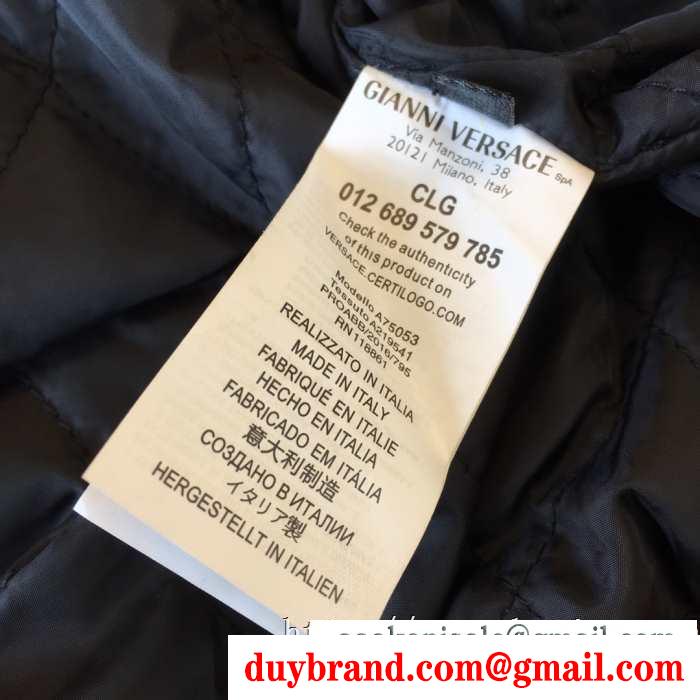 GIANNI VERSACE SpA
Via Manzoni, 38
20121 Milano, Italy
CLG
012 689 579 785
Check the authenticity
of this product on
VERSACE.CERTILOGO.COM
Modello A75053
Tessuto A219541
PROABB/2016/795
RN 118861
REALIZZATO IN ITALIA
MADE IN ITALY
FABRIQUÉ EN ITALIE
HECHO EN ITALIA
FABRICADO EM ITÁLIA
意大利制造
СОЗДАНО В ИТАЛИИ
イタリア製
HERGESTELLT IN ITALIEN
duybrand.com@gmail.com